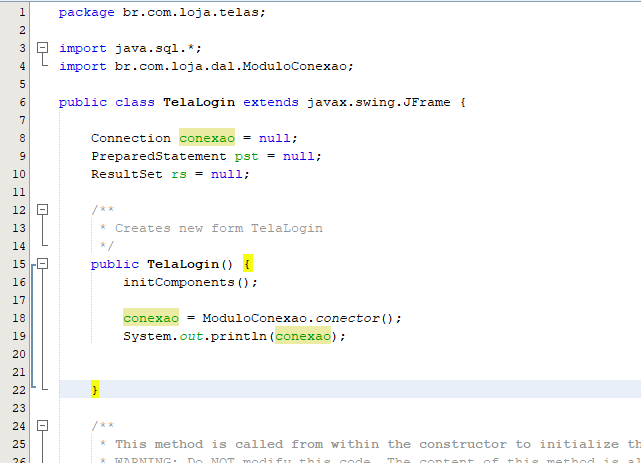 1 package br.com.loja.telas;
2
3 import java.sql.*;
4 import br.com.loja.dal.ModuloConexao;
5
6 public class TelaLogin extends javax.swing.JFrame {
7
8 Connection conexao = null;
9 PreparedStatement pst = null;
10 ResultSet rs = null;
11
12 /**
13 * Creates new form TelaLogin
14 */
15 public TelaLogin() {
16 initComponents();
17
18 conexao = ModuloConexao.conector();
19 System.out.println(conexao);
20
21
22 }
23
24 /**
25 * This method is called from within the constructor to initialize th
26 * WARNING: Do NOT modify this code. The content of this method is a